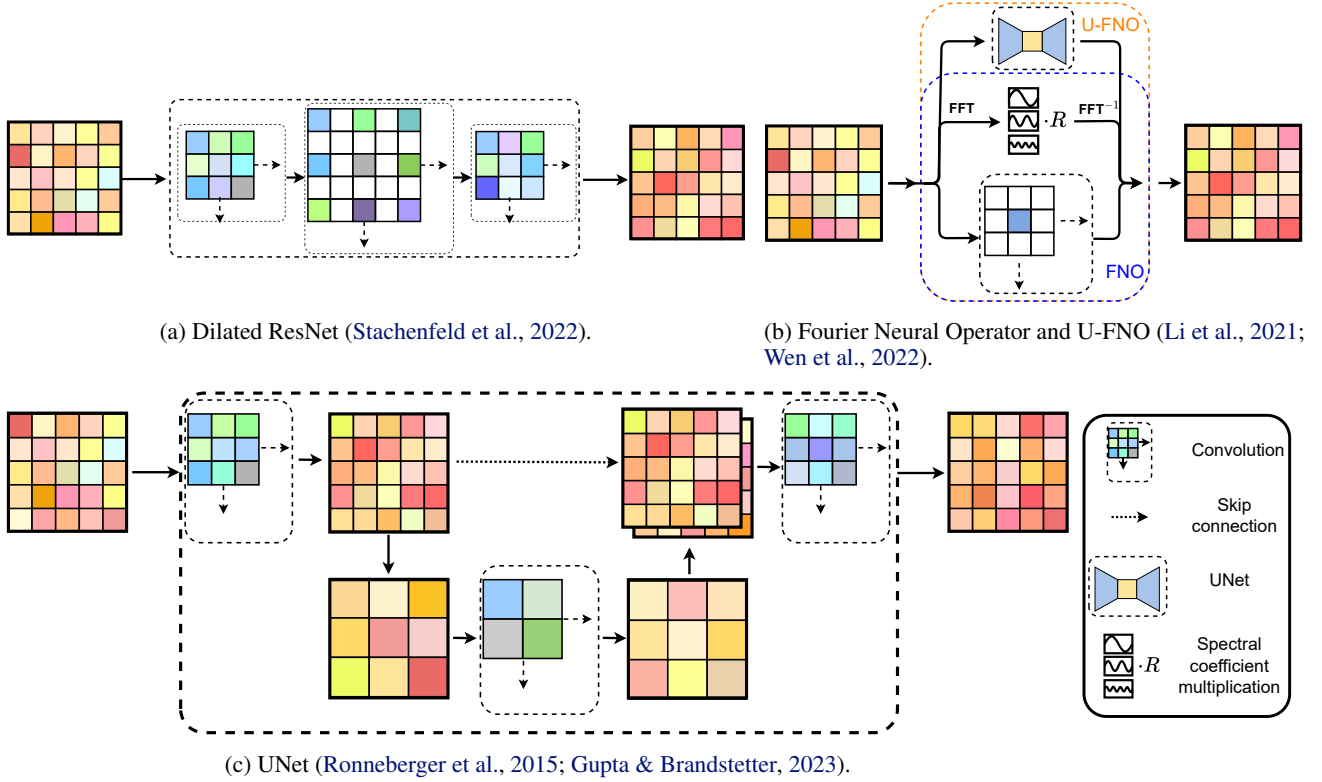 U-FNO
FFT
· R
FFT⁻¹
FNO
(a) Dilated ResNet (Stachenfeld et al., 2022).
(b) Fourier Neural Operator and U-FNO (Li et al., 2021;
Wen et al., 2022).
Convolution
Skip
connection
UNet
Spectral
coefficient
multiplication
· R
(c) UNet (Ronneberger et al., 2015; Gupta & Brandstetter, 2023).